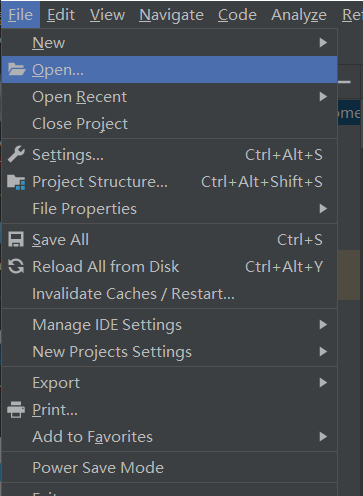 File Edit View Navigate Code Analyze
New
Open...
ome
Open Recent
Close Project
Settings... Ctrl+Alt+S
Project Structure... Ctrl+Alt+Shift+S
File Properties
Save All Ctrl+S
Reload All from Disk Ctrl+Alt+Y
Invalidate Caches / Restart...
Manage IDE Settings
New Projects Settings
Export
Print...
Add to Favorites
Power Save Mode